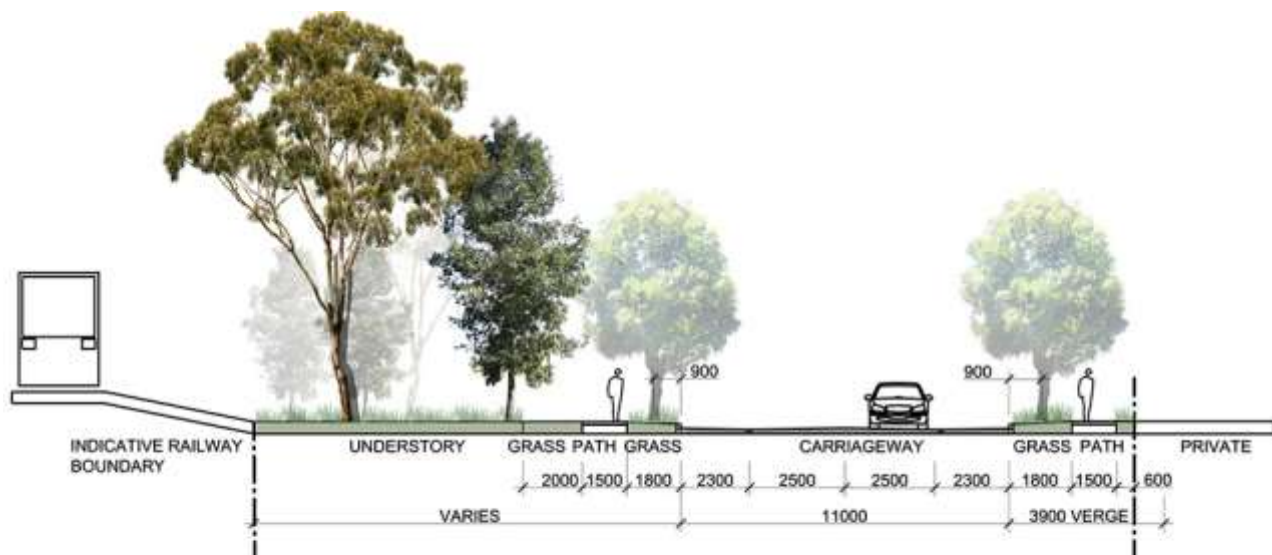 900
900
INDICATIVE RAILWAY
BOUNDARY
UNDERSTORY
GRASS PATH GRASS
CARRIAGEWAY
GRASS PATH
PRIVATE
2000 1500 1800 2300 2500 2500 2300 1800 1500 600
VARIES
11000
3900 VERGE